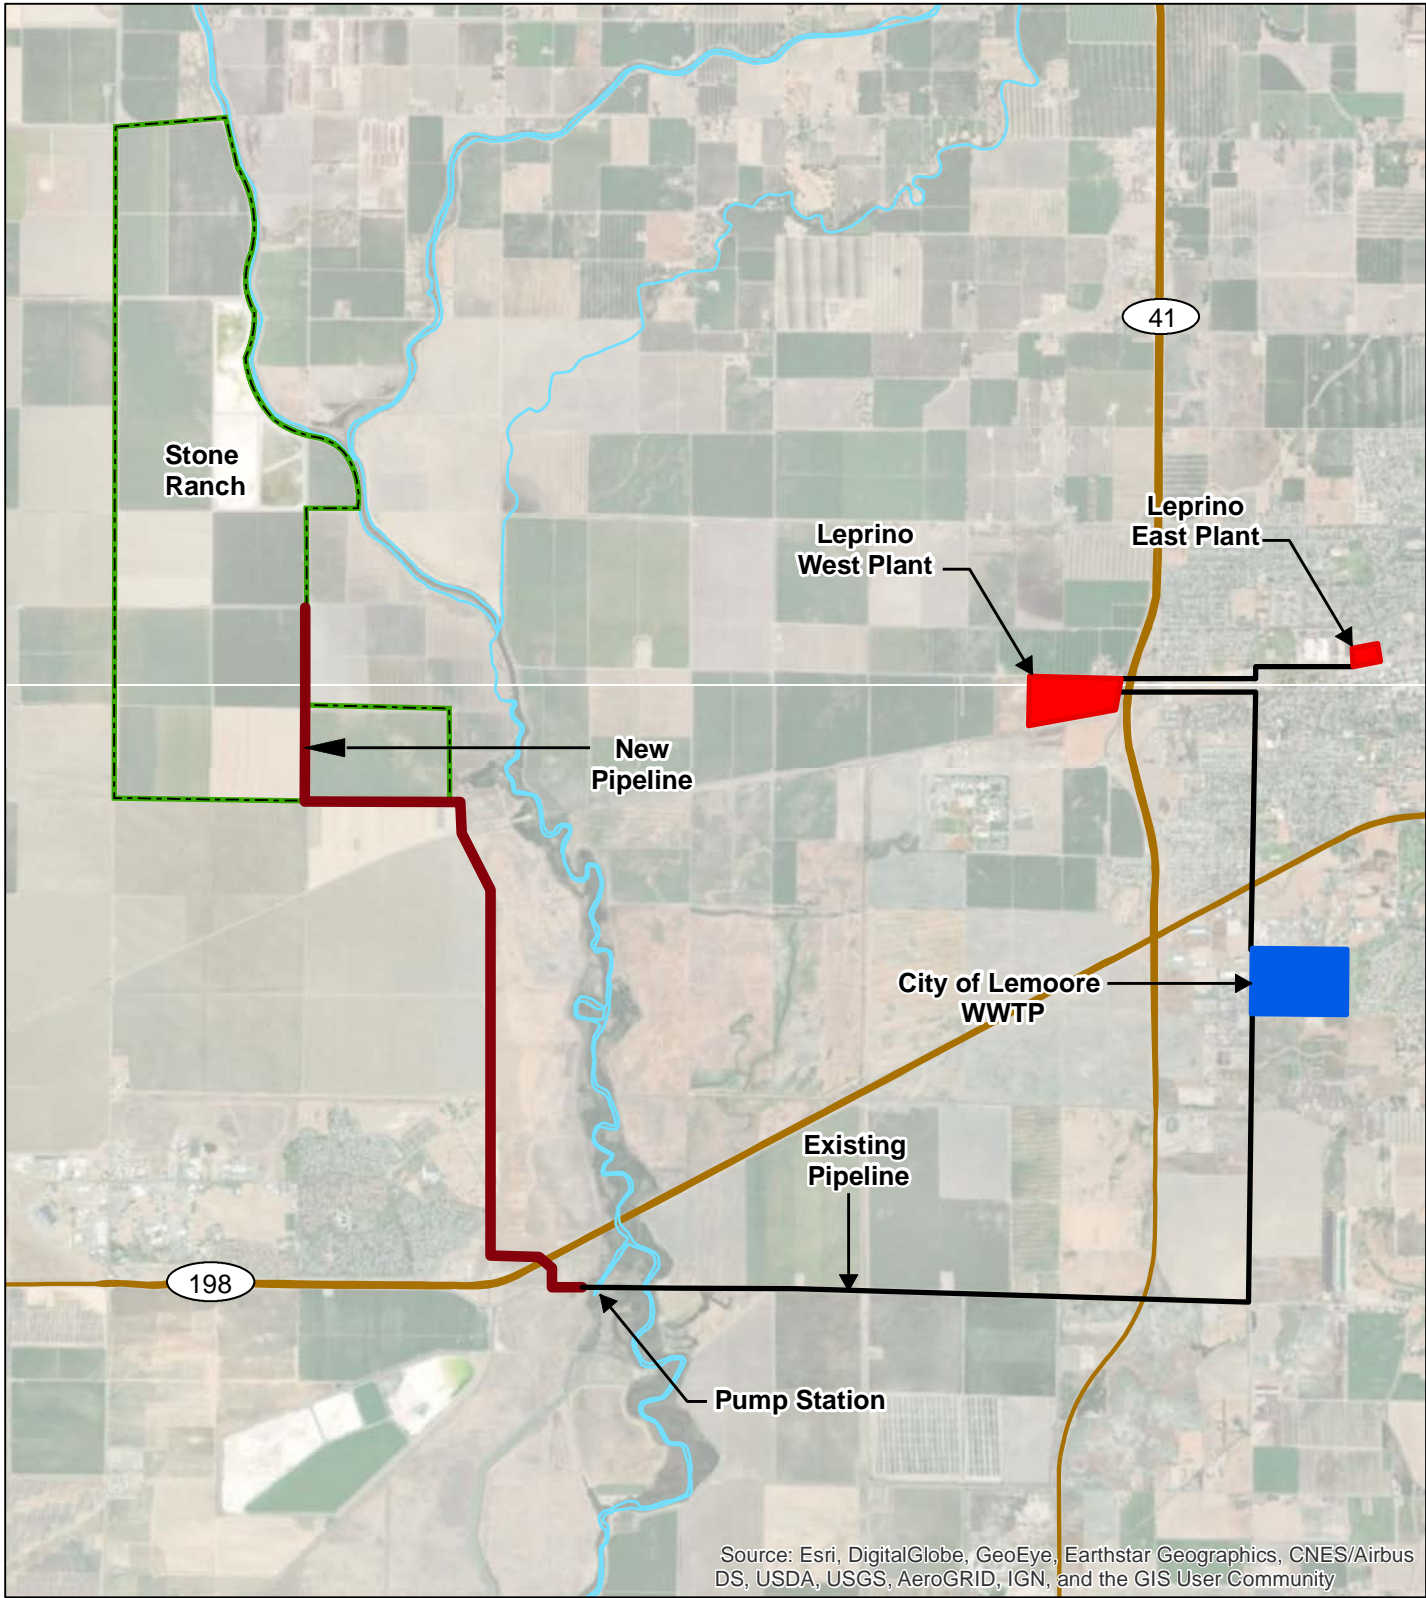 41
Stone
Ranch
Leprino
East Plant
Leprino
West Plant
New
Pipeline
City of Lemoore
WWTP
Existing
Pipeline
198
Pump Station
Source: Esri, DigitalGlobe, GeoEye, Earthstar Geographics, CNES/Airbus
DS, USDA, USGS, AeroGRID, IGN, and the GIS User Community